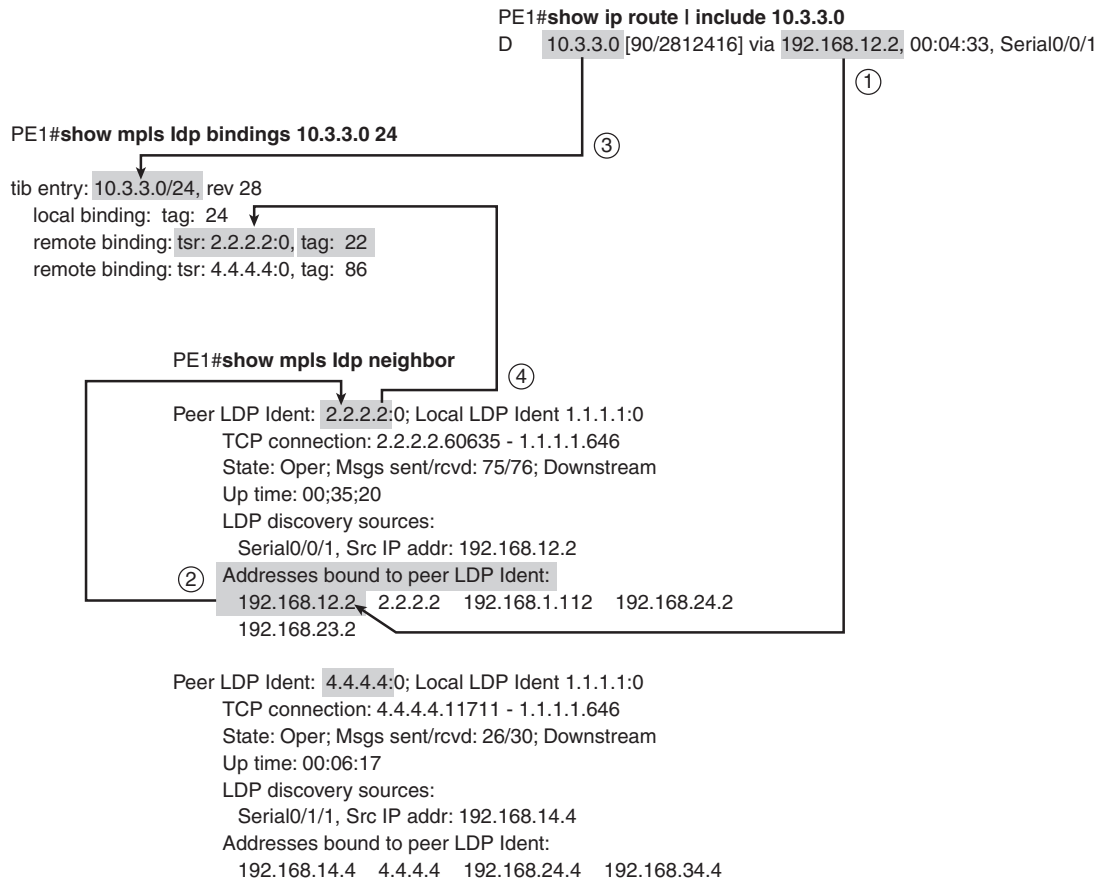 PE1#show ip route | include 10.3.3.0
D 10.3.3.0 [90/2812416] via 192.168.12.2, 00:04:33, Serial0/0/1
①
PE1#show mpls ldp bindings 10.3.3.0 24
③
tib entry: 10.3.3.0/24, rev 28
local binding: tag: 24
remote binding: tsr: 2.2.2.2:0, tag: 22
remote binding: tsr: 4.4.4.4:0, tag: 86
PE1#show mpls ldp neighbor
④
Peer LDP Ident: 2.2.2.2:0; Local LDP Ident 1.1.1.1:0
TCP connection: 2.2.2.2.60635 - 1.1.1.1.646
State: Oper; Msgs sent/rcvd: 75/76; Downstream
Up time: 00;35;20
LDP discovery sources:
Serial0/0/1, Src IP addr: 192.168.12.2
② Addresses bound to peer LDP Ident:
192.168.12.2 2.2.2.2 192.168.1.112 192.168.24.2
192.168.23.2
Peer LDP Ident: 4.4.4.4:0; Local LDP Ident 1.1.1.1:0
TCP connection: 4.4.4.4.11711 - 1.1.1.1.646
State: Oper; Msgs sent/rcvd: 26/30; Downstream
Up time: 00:06:17
LDP discovery sources:
Serial0/1/1, Src IP addr: 192.168.14.4
Addresses bound to peer LDP Ident:
192.168.14.4 4.4.4.4 192.168.24.4 192.168.34.4